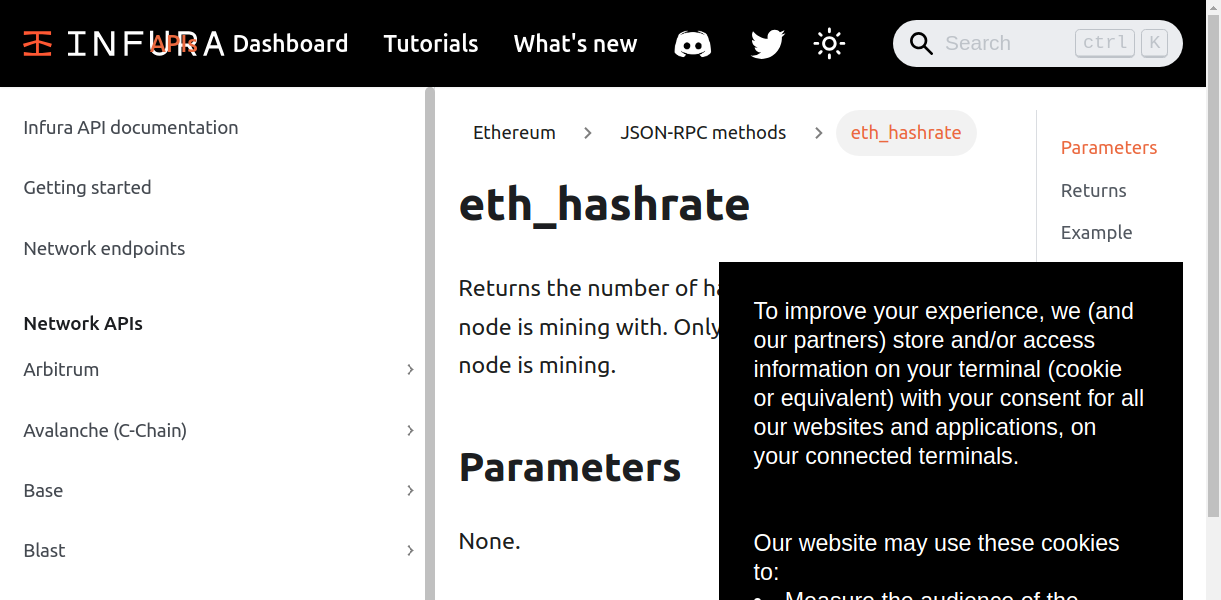 INFURA APIs Dashboard Tutorials What's new Search ctrl K
Infura API documentation
Getting started
Network endpoints
Network APIs
Arbitrum
Avalanche (C-Chain)
Base
Blast
Ethereum JSON-RPC methods eth_hashrate
eth_hashrate
Returns the number of
node is mining with. Only
node is mining.
Parameters
None.
Parameters
Returns
Example
To improve your experience, we (and
our partners) store and/or access
information on your terminal (cookie
or equivalent) with your consent for all
our websites and applications, on
your connected terminals.
Our website may use these cookies
to:
• Measure the audience of the